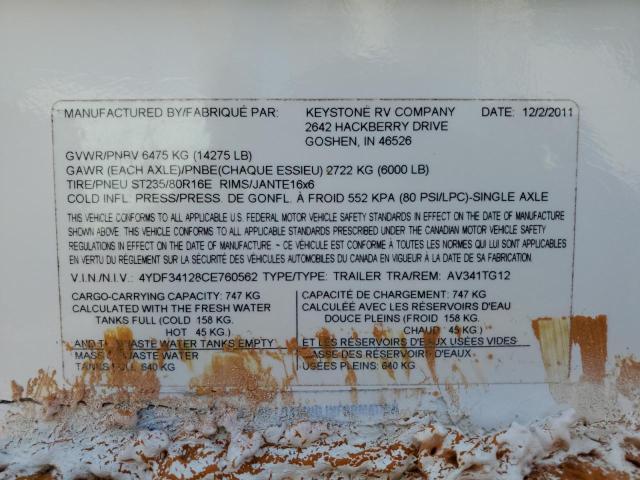 MANUFACTURED BY/FABRIQUÉ PAR: KEYSTONE RV COMPANY DATE: 12/2/2011
2642 HACKBERRY DRIVE
GOSHEN, IN 46526
GVWR/PNBV 6475 KG (14275 LB)
GAWR (EACH AXLE)/PNBE(CHAQUE ESSIEU) 2722 KG (6000 LB)
TIRE/PNEU ST235/80R16E RIMS/JANTE16x6
COLD INFL. PRESS/PRESS. DE GONFL. À FROID 552 KPA (80 PSI/LPC)-SINGLE AXLE
THIS VEHICLE CONFORMS TO ALL APPLICABLE U.S. FEDERAL MOTOR VEHICLE SAFETY STANDARDS IN EFFECT ON THE DATE OF MANUFACTURE
SHOWN ABOVE. THIS VEHICLE CONFORMS TO ALL APPLICABLE STANDARDS PRESCRIBED UNDER THE CANADIAN MOTOR VEHICLE SAFETY
REGULATIONS IN EFFECT ON THE DATE OF MANUFACTURE / CE VÉHICULE EST CONFORME À TOUTES LES NORMES QUI LUI SONT APPLICABLES
EN VERTU DU RÈGLEMENT SUR LA SÉCURITÉ DES VÉHICULES AUTOMOBILES DU CANADA EN VIGUEUR À LA DATE DE SA FABRICATION
V.I.N./N.I.V.: 4YDF34128CE760562 TYPE/TYPE: TRAILER TRA/REM: AV341TG12
CARGO-CARRYING CAPACITY: 747 KG
CALCULATED WITH THE FRESH WATER
TANKS FULL (COLD 158 KG.
HOT 45 KG.)
AND THE WASTE WATER TANKS EMPTY
MASS WASTE WATER
TANKS FULL: 640 KG
CAPACITÉ DE CHARGEMENT: 747 KG
CALCULÉE AVEC LES RÉSERVOIRS D'EAU
DOUCE PLEINS (FROID 158 KG.
CHAUD 45 KG.)
ET LES RÉSERVOIRS D'EAUX USÉES VIDES
MASSE DES RÉSERVOIRS D'EAUX
USÉES PLEINS: 640 KG